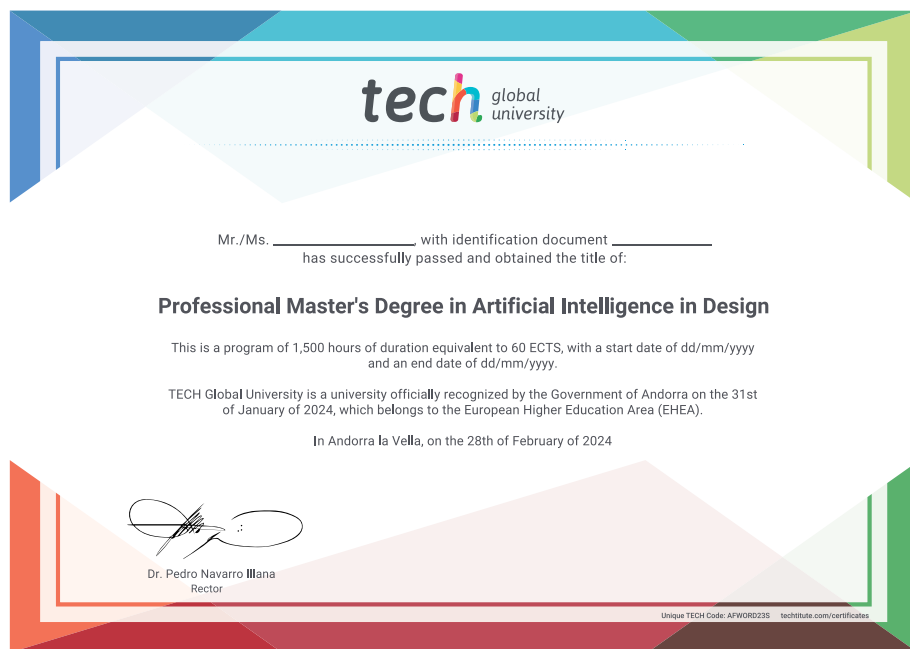 tech global university
Mr./Ms. ____________, with identification document ____________
has successfully passed and obtained the title of:
Professional Master's Degree in Artificial Intelligence in Design
This is a program of 1,500 hours of duration equivalent to 60 ECTS, with a start date of dd/mm/yyyy
and an end date of dd/mm/yyyy.
TECH Global University is a university officially recognized by the Government of Andorra on the 31st
of January of 2024, which belongs to the European Higher Education Area (EHEA).
In Andorra la Vella, on the 28th of February of 2024
Dr. Pedro Navarro Illana
Rector
Unique TECH Code: AFWORD23S techtitute.com/certificates